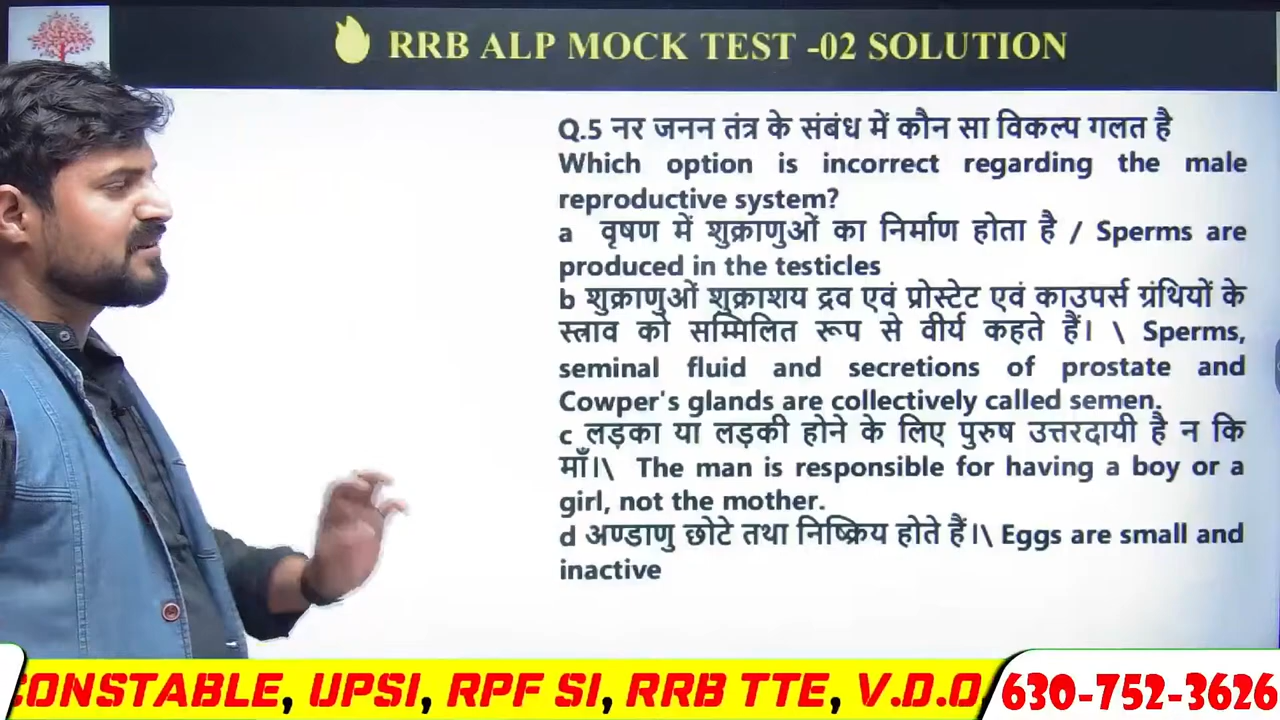 RRB ALP MOCK TEST -02 SOLUTION
Q.5 नर जनन तंत्र के संबंध में कौन सा विकल्प गलत है
Which option is incorrect regarding the male
reproductive system?
a वृषण में शुक्राणुओं का निर्माण होता है / Sperms are
produced in the testicles
b शुक्राणुओं शुक्राशय द्रव एवं प्रोस्टेट एवं काउपर्स ग्रंथियों के
स्त्राव को सम्मिलित रूप से वीर्य कहते हैं। \ Sperms,
seminal fluid and secretions of prostate and
Cowper's glands are collectively called semen.
c लड़का या लड़की होने के लिए पुरुष उत्तरदायी है न कि
माँ।\ The man is responsible for having a boy or a
girl, not the mother.
d अण्डाणु छोटे तथा निष्क्रिय होते हैं।\ Eggs are small and
inactive
CONSTABLE, UPSI, RPF SI, RRB TTE, V.D.O
630-752-3626